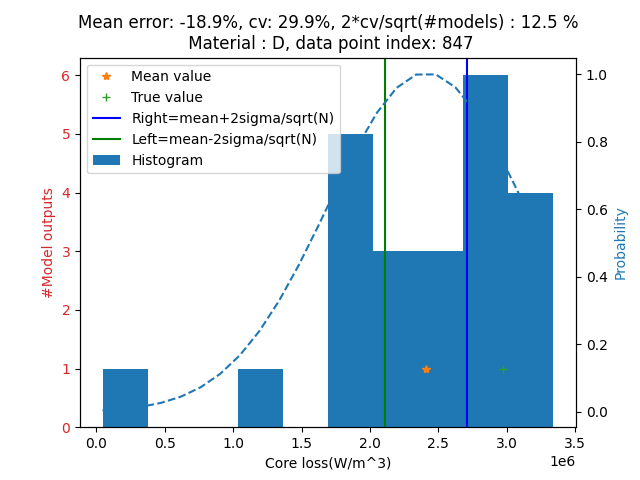 Mean error: -18.9%, cv: 29.9%, 2*cv/sqrt(#models) : 12.5 %
Material : D, data point index: 847
Mean value
True value
Right=mean+2sigma/sqrt(N)
Left=mean-2sigma/sqrt(N)
Histogram
#Model outputs
6
5
4
3
2
1
0
Probability
1.0
0.8
0.6
0.4
0.2
0.0
0.0 0.5 1.0 1.5 2.0 2.5 3.0 3.5
1e6
Core loss(W/m^3)